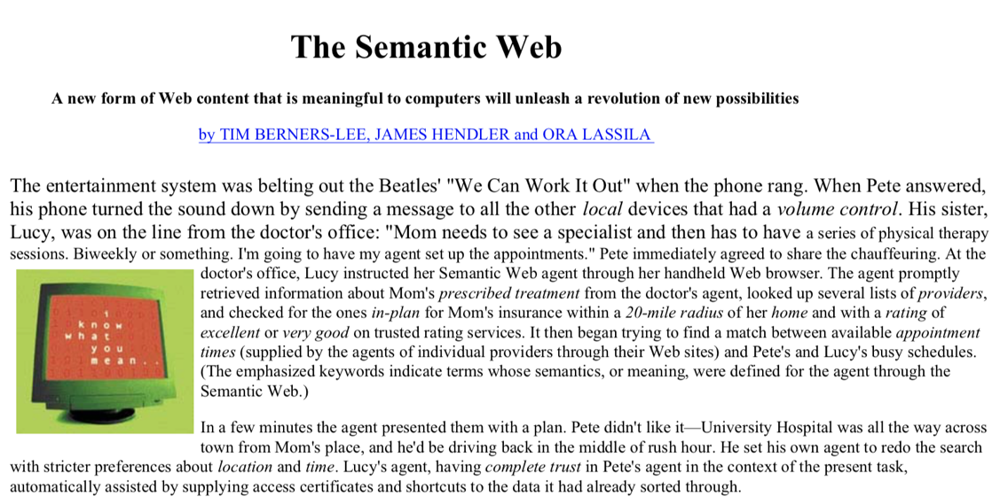 The Semantic Web
A new form of Web content that is meaningful to computers will unleash a revolution of new possibilities
by TIM BERNERS-LEE, JAMES HENDLER and ORA LASSILA
The entertainment system was belting out the Beatles' "We Can Work It Out" when the phone rang. When Pete answered,
his phone turned the sound down by sending a message to all the other local devices that had a volume control. His sister,
Lucy, was on the line from the doctor's office: "Mom needs to see a specialist and then has to have a series of physical therapy
sessions. Biweekly or something. I'm going to have my agent set up the appointments." Pete immediately agreed to share the chauffeuring. At the
doctor's office, Lucy instructed her Semantic Web agent through her handheld Web browser. The agent promptly
retrieved information about Mom's prescribed treatment from the doctor's agent, looked up several lists of providers,
and checked for the ones in-plan for Mom's insurance within a 20-mile radius of her home and with a rating of
excellent or very good on trusted rating services. It then began trying to find a match between available appointment
times (supplied by the agents of individual providers through their Web sites) and Pete's and Lucy's busy schedules.
(The emphasized keywords indicate terms whose semantics, or meaning, were defined for the agent through the
Semantic Web.)
i
know
what
you
mean..
In a few minutes the agent presented them with a plan. Pete didn't like it—University Hospital was all the way across
town from Mom's place, and he'd be driving back in the middle of rush hour. He set his own agent to redo the search
with stricter preferences about location and time. Lucy's agent, having complete trust in Pete's agent in the context of the present task,
automatically assisted by supplying access certificates and shortcuts to the data it had already sorted through.